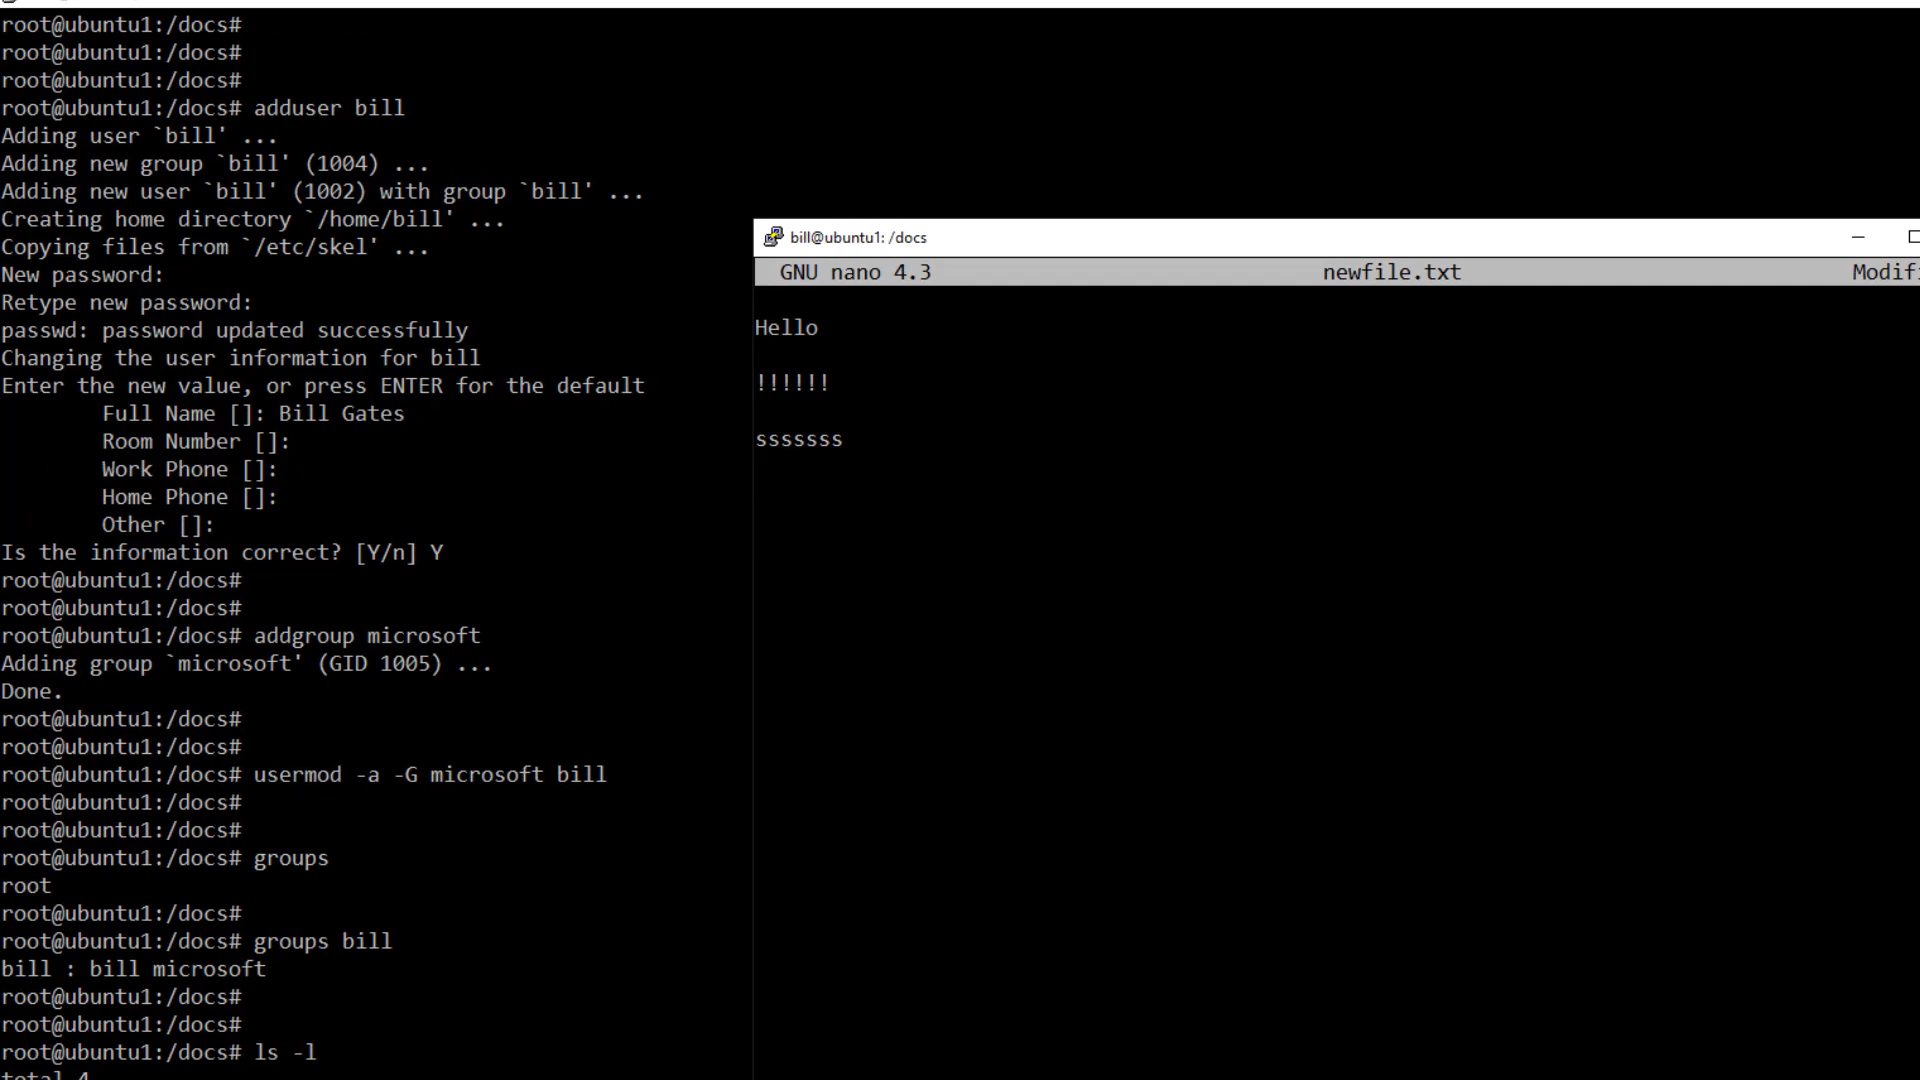 root@ubuntu1:/docs#
root@ubuntu1:/docs#
root@ubuntu1:/docs#
root@ubuntu1:/docs# adduser bill
Adding user `bill' ...
Adding new group `bill' (1004) ...
Adding new user `bill' (1002) with group `bill' ...
Creating home directory `/home/bill' ...
Copying files from `/etc/skel' ...
New password:
Retype new password:
passwd: password updated successfully
Changing the user information for bill
Enter the new value, or press ENTER for the default
Full Name []: Bill Gates
Room Number []:
Work Phone []:
Home Phone []:
Other []:
Is the information correct? [Y/n] Y
root@ubuntu1:/docs#
root@ubuntu1:/docs#
root@ubuntu1:/docs# addgroup microsoft
Adding group `microsoft' (GID 1005) ...
Done.
root@ubuntu1:/docs#
root@ubuntu1:/docs#
root@ubuntu1:/docs# usermod -a -G microsoft bill
root@ubuntu1:/docs#
root@ubuntu1:/docs#
root@ubuntu1:/docs# groups
root
root@ubuntu1:/docs#
root@ubuntu1:/docs# groups bill
bill : bill microsoft
root@ubuntu1:/docs#
root@ubuntu1:/docs#
root@ubuntu1:/docs# ls -l
total 4
bill@ubuntu1: /docs
GNU nano 4.3 newfile.txt Modifi
Hello
!!!!!!
sssssss